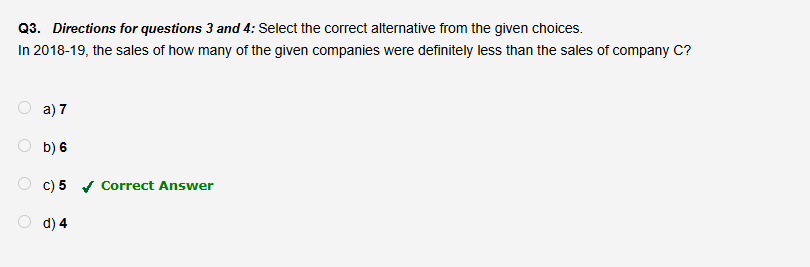 Q3. Directions for questions 3 and 4: Select the correct alternative from the given choices.
In 2018-19, the sales of how many of the given companies were definitely less than the sales of company C?
a) 7
b) 6
c) 5 ✓ Correct Answer
d) 4